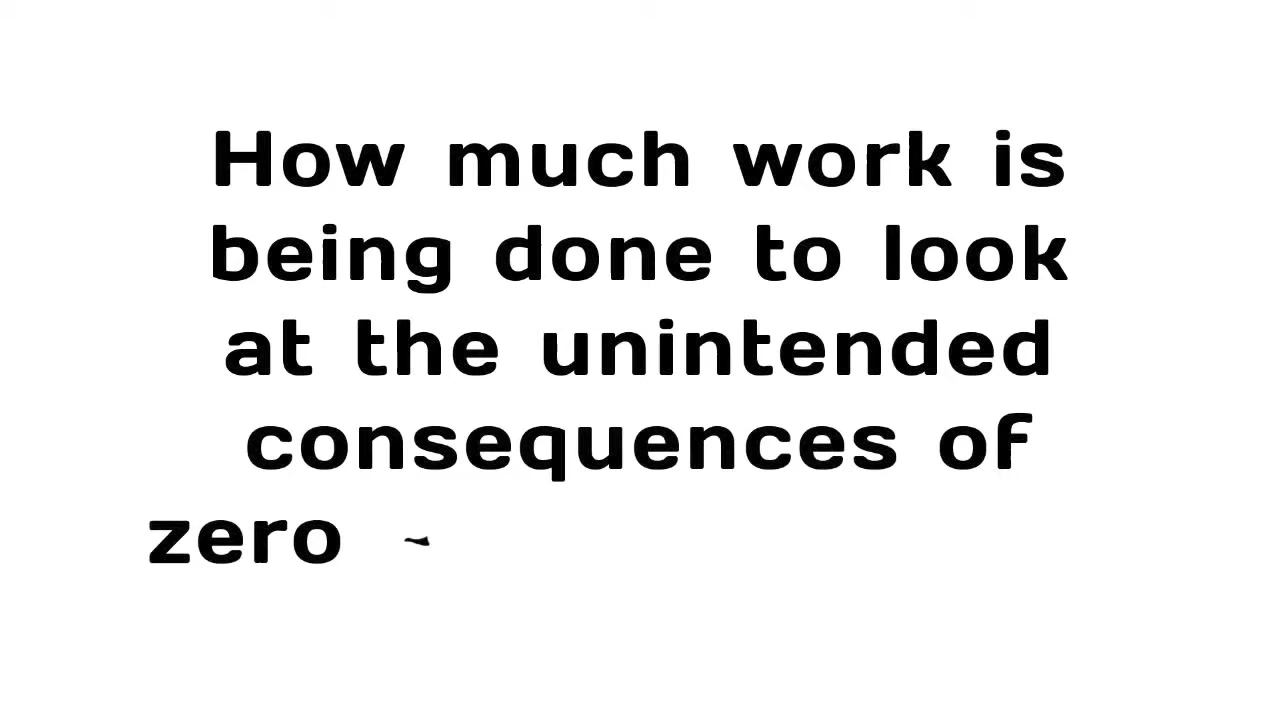 How much work is
being done to look
at the unintended
consequences of
zero